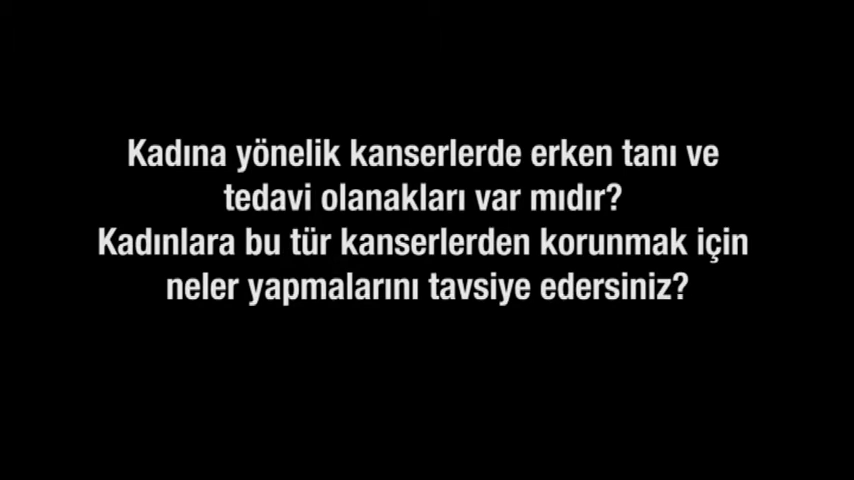 Kadına yönelik kanserlerde erken tanı ve
tedavi olanakları var mıdır?
Kadınlara bu tür kanserlerden korunmak için
neler yapmalarını tavsiye edersiniz?